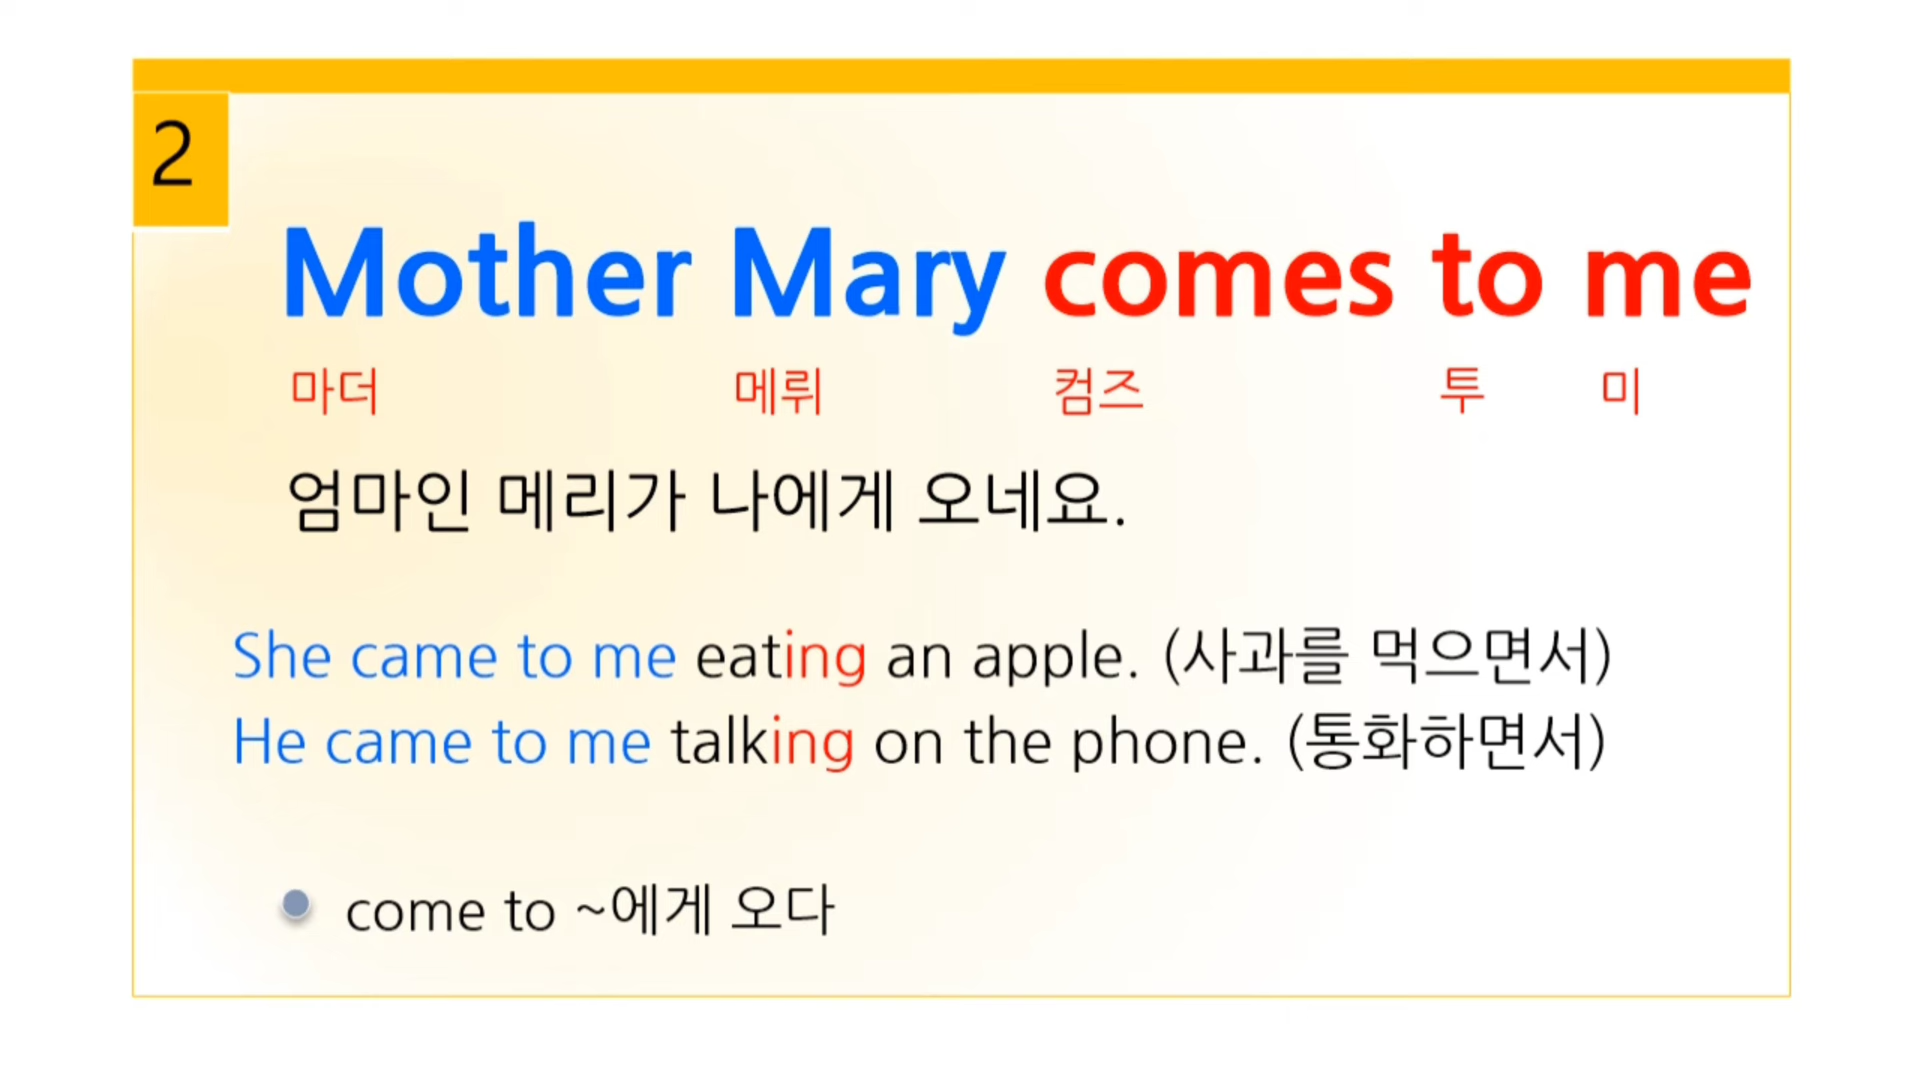 2
Mother Mary comes to me
마더 메뤼 컴즈 투 미
엄마인 메리가 나에게 오네요.
She came to me eating an apple. (사과를 먹으면서)
He came to me talking on the phone. (통화하면서)
come to ~에게 오다